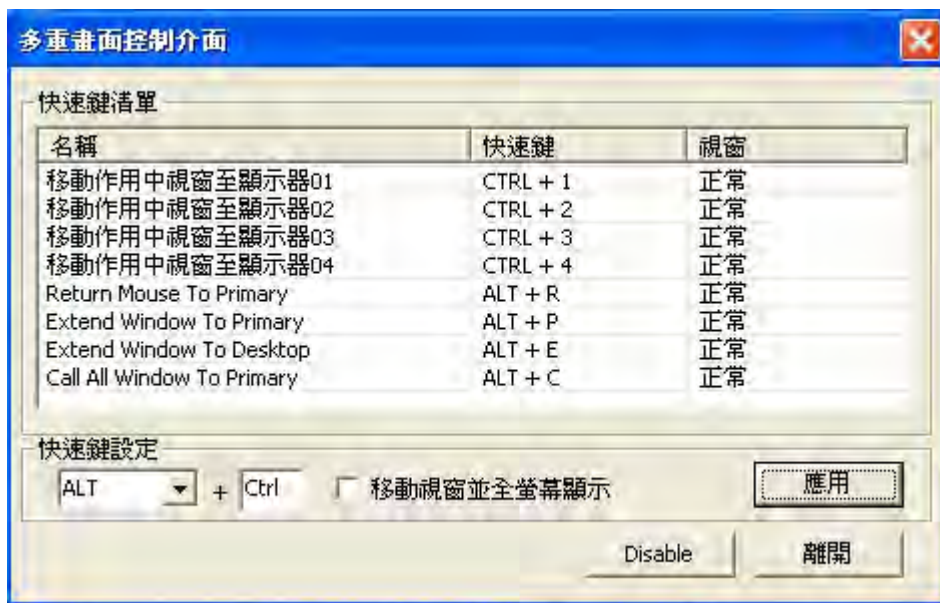 多重畫面控制介面
快速鍵清單
名稱 快速鍵 視窗
移動作用中視窗至顯示器01 CTRL + 1 正常
移動作用中視窗至顯示器02 CTRL + 2 正常
移動作用中視窗至顯示器03 CTRL + 3 正常
移動作用中視窗至顯示器04 CTRL + 4 正常
Return Mouse To Primary ALT + R 正常
Extend Window To Primary ALT + P 正常
Extend Window To Desktop ALT + E 正常
Call All Window To Primary ALT + C 正常
快速鍵設定
ALT + Ctrl 移動視窗並全螢幕顯示 應用
Disable 離開